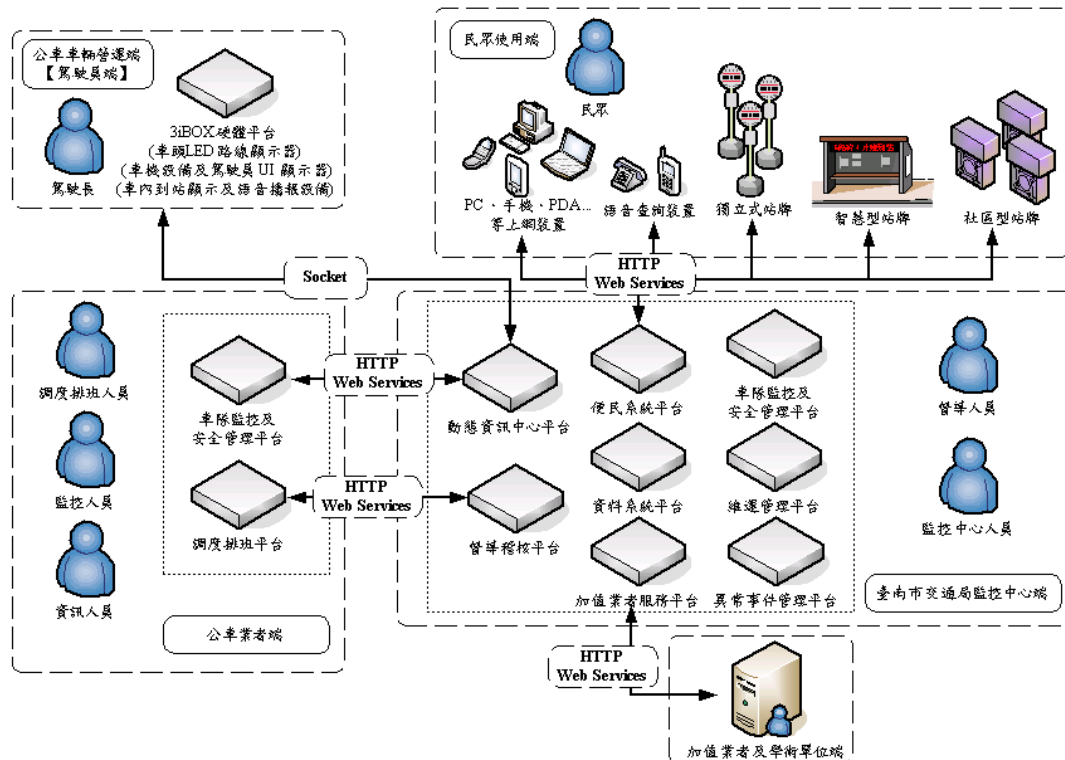 公車車輛營運端
【駕駛員端】
駕駛長
3iBOX硬體平台
(車頭LED路線顯示器)
(車機設備及駕駛員UI顯示器)
(車內到站顯示及語音播報設備)
民眾使用端
民眾
PC、手機、PDA...
等上網裝置
語音查詢裝置
獨立式站牌
智慧型站牌
社區型站牌
Socket
HTTP
Web Services
調度排班人員
監控人員
資訊人員
車隊監控及
安全管理平台
調度排班平台
公車業者端
HTTP
Web Services
HTTP
Web Services
動態資訊中心平台
督導稽核平台
便民系統平台
資料系統平台
加值業者服務平台
車隊監控及
安全管理平台
維運管理平台
異常事件管理平台
督導人員
監控中心人員
臺南市交通局監控中心端
HTTP
Web Services
加值業者及學術單位端